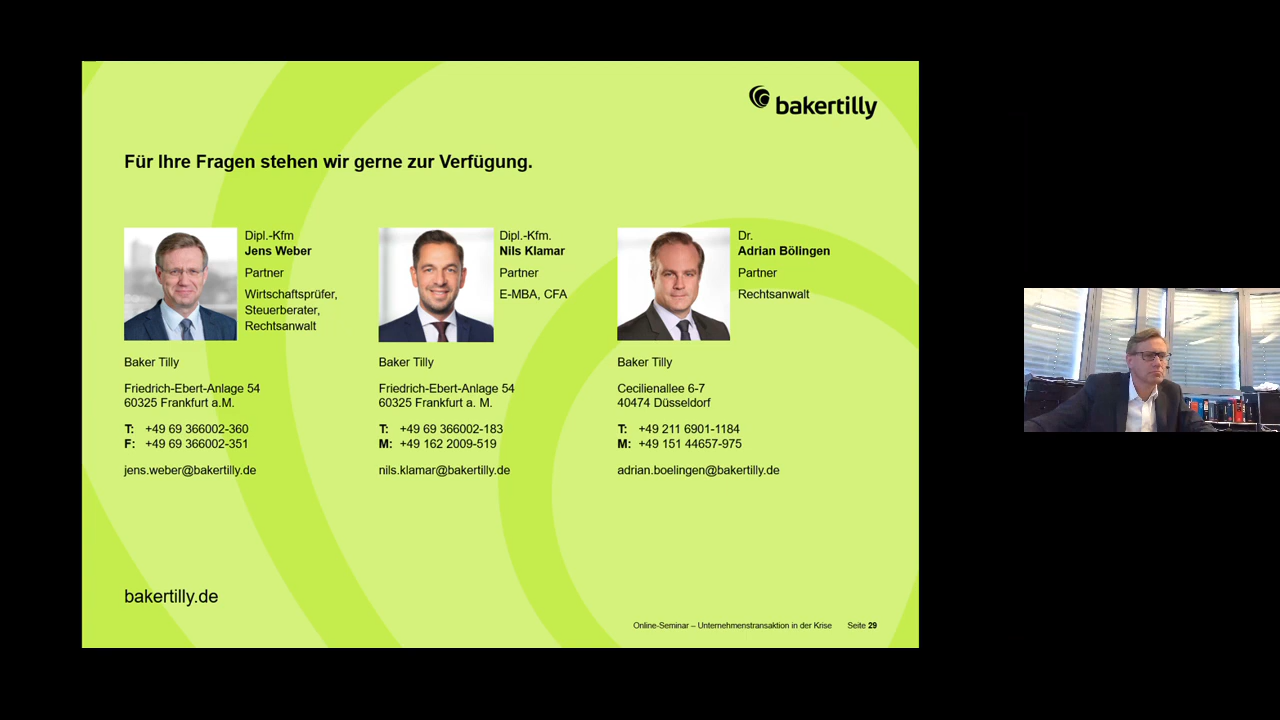 bakertilly
Für Ihre Fragen stehen wir gerne zur Verfügung.
Dipl.-Kfm
Jens Weber
Partner
Wirtschaftsprüfer,
Steuerberater,
Rechtsanwalt
Baker Tilly
Friedrich-Ebert-Anlage 54
60325 Frankfurt a.M.
T: +49 69 366002-360
F: +49 69 366002-351
jens.weber@bakertilly.de
Dipl.-Kfm.
Nils Klamar
Partner
E-MBA, CFA
Baker Tilly
Friedrich-Ebert-Anlage 54
60325 Frankfurt a. M.
T: +49 69 366002-183
M: +49 162 2009-519
nils.klamar@bakertilly.de
Dr.
Adrian Bölingen
Partner
Rechtsanwalt
Baker Tilly
Cecilienallee 6-7
40474 Düsseldorf
T: +49 211 6901-1184
M: +49 151 44657-975
adrian.boelingen@bakertilly.de
bakertilly.de
Online-Seminar – Unternehmenstransaktion in der Krise Seite 29